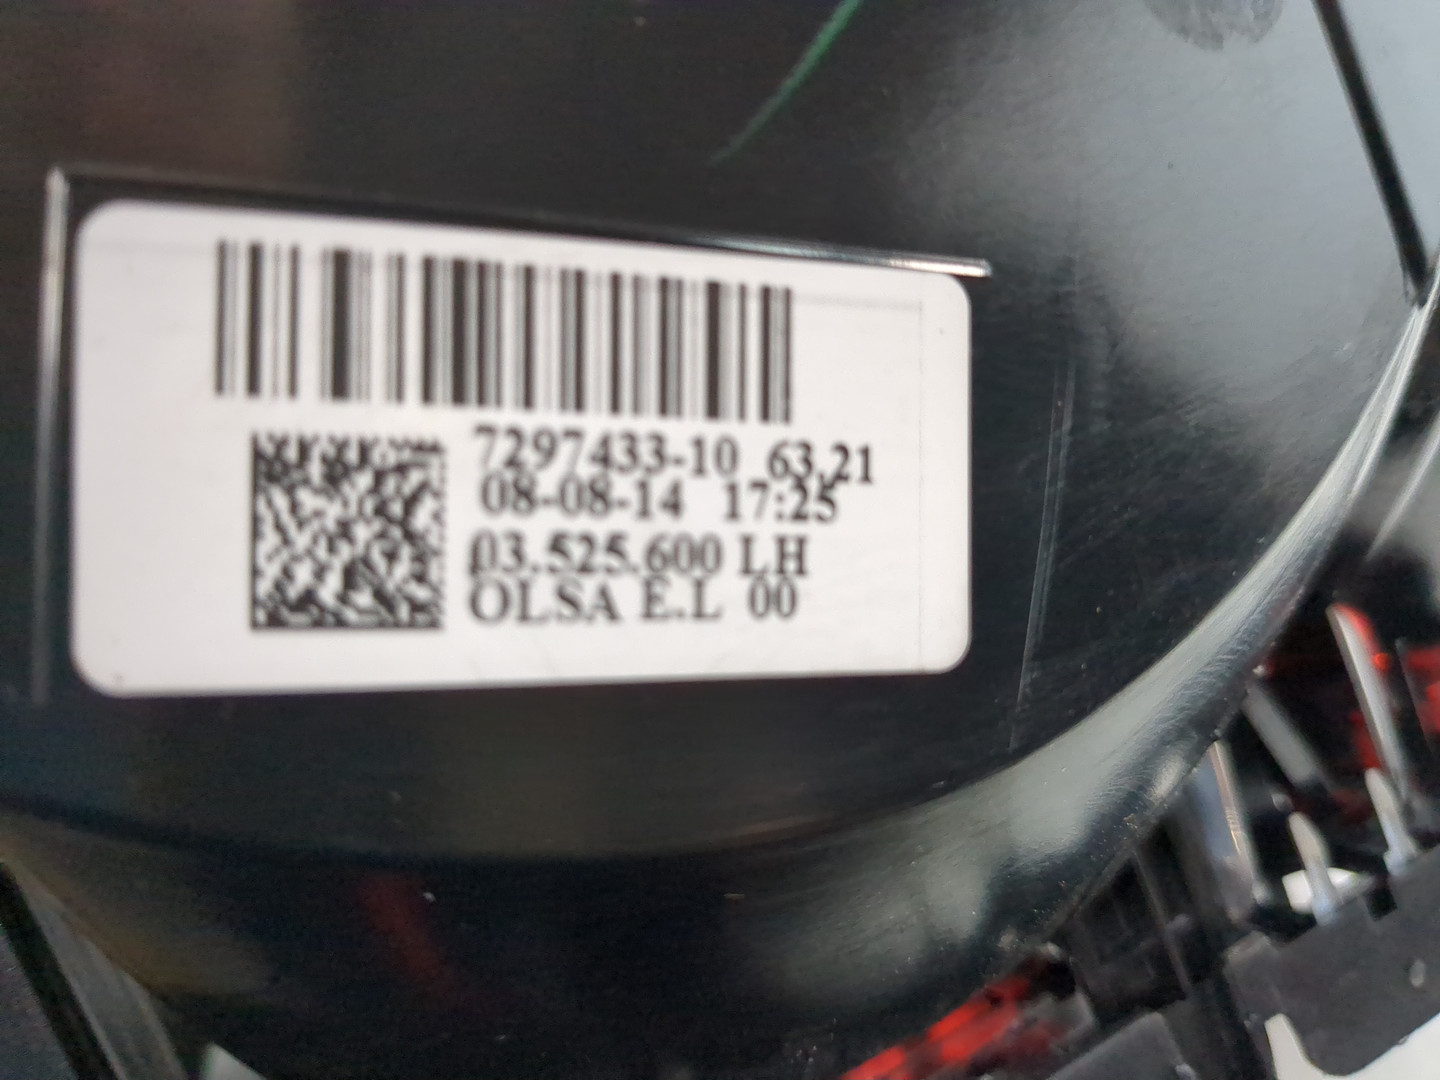 7297433-10 63.21
08-08-14 17:25
03.525.600 LH
OLSA E.L 00